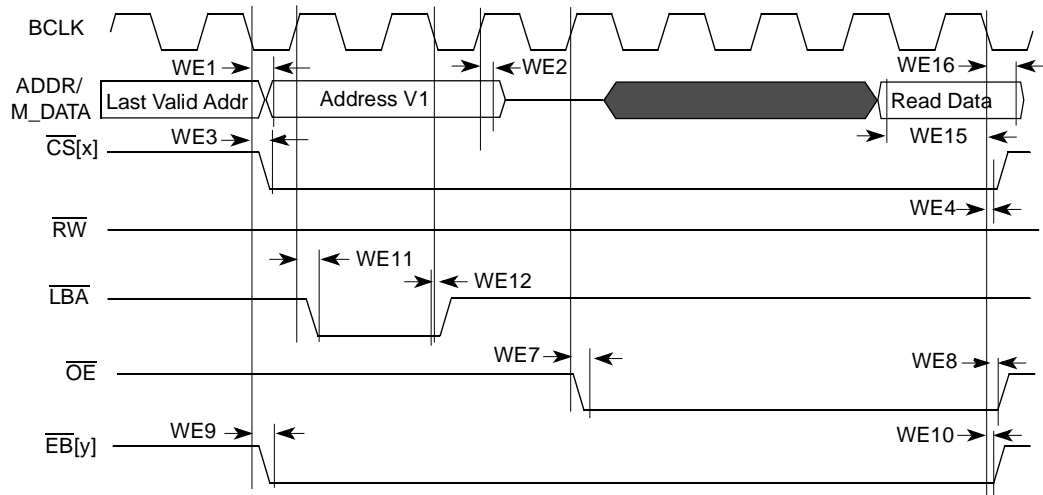 BCLK
WE1
WE2
WE16
ADDR/
M_DATA
Last Valid Addr
Address V1
Read Data
WE3
WE15
CS[x]
WE4
RW
WE11
WE12
LBA
WE7
WE8
OE
WE9
WE10
EB[y]